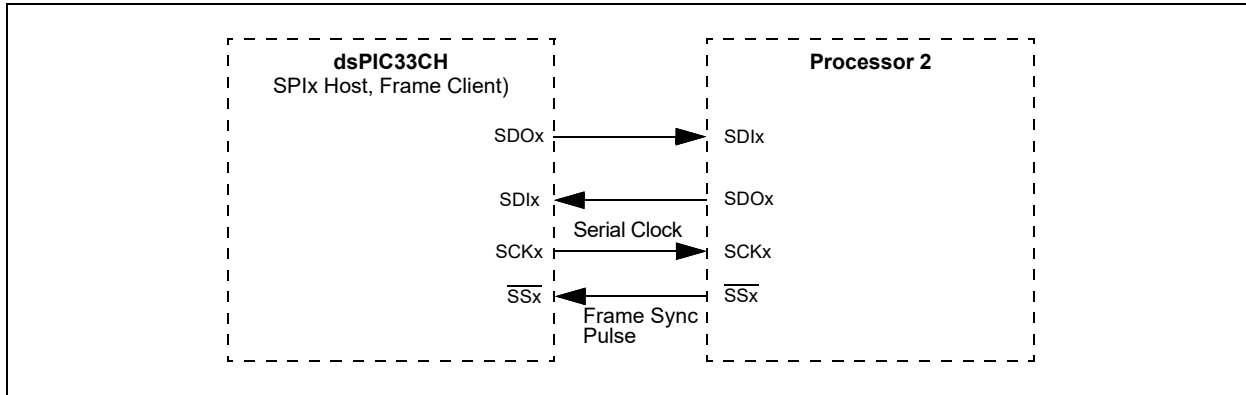 dsPIC33CH
SPIx Host, Frame Client)
Processor 2
SDOx
SDIx
SDIx
SDOx
Serial Clock
SCKx
SCKx
SSx
SSx
Frame Sync
Pulse